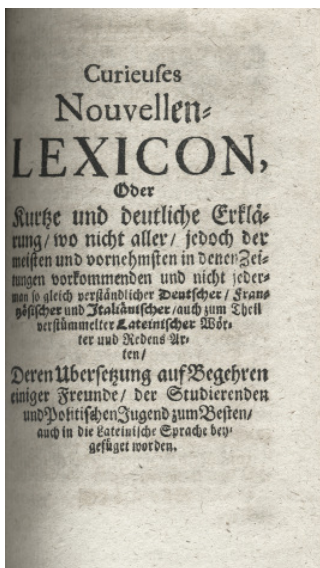 Curieuses
Nouvellen-
LEXICON,
Oder
Kurtze und deutliche Erklä-
rung/ wo nicht aller/ jedoch der
meisten und vornehmsten in denen Zei-
tungen vorkommenden und nicht jeder-
man so gleich verständlicher Deutscher/ Fran-
tzösischer und Italiänischer/ auch zum Theil
verstümmelter Lateinischer Wör-
ter und Redens Ar-
ten/
Deren Ubersetzung auf Begehren
einiger Freunde/ der Studierenden
und Politischen Jugend zum Besten/
auch in die Lateinische Sprache bey-
gefüget worden.